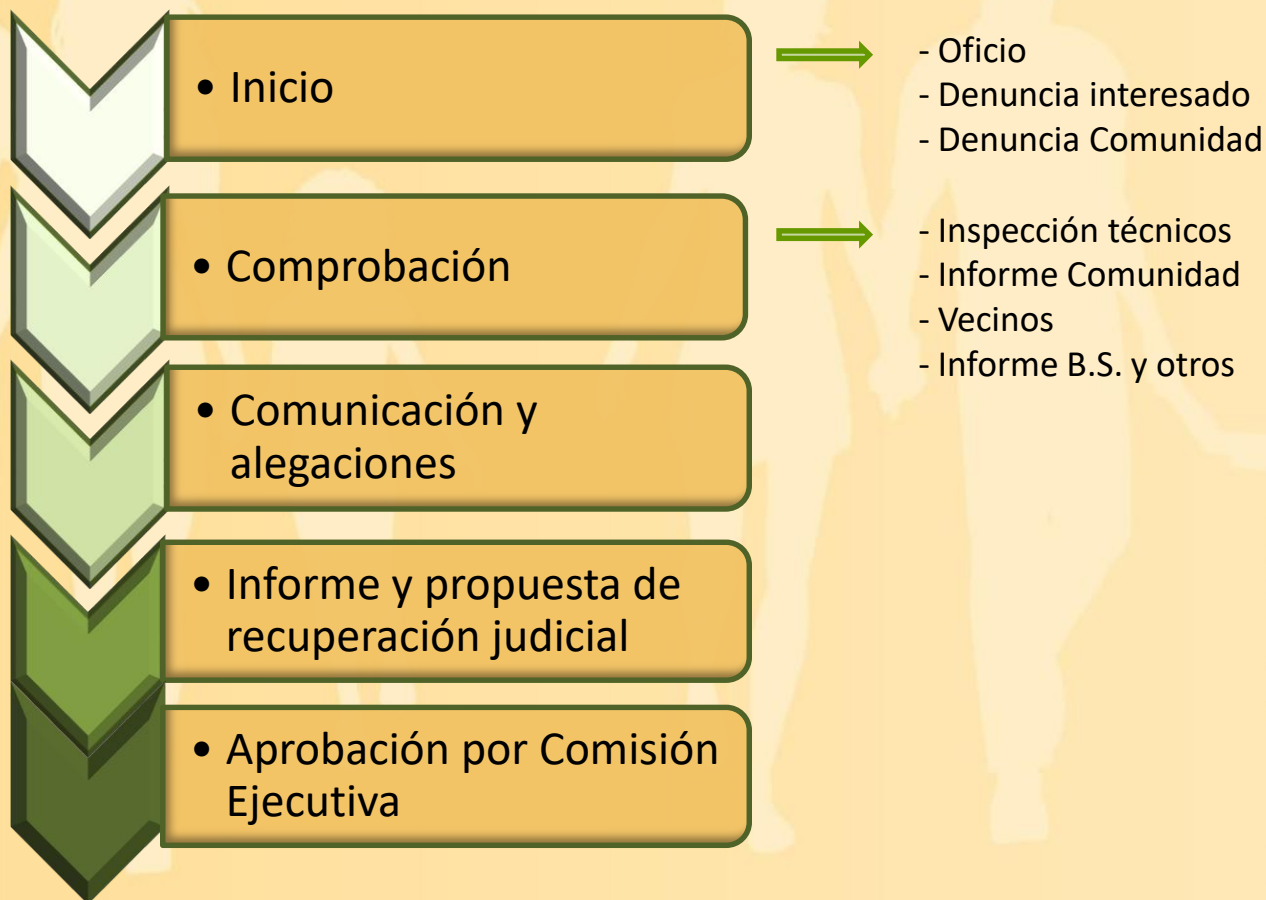 • Inicio
- Oficio
- Denuncia interesado
- Denuncia Comunidad
• Comprobación
- Inspección técnicos
- Informe Comunidad
- Vecinos
- Informe B.S. y otros
• Comunicación y
alegaciones
• Informe y propuesta de
recuperación judicial
• Aprobación por Comisión
Ejecutiva